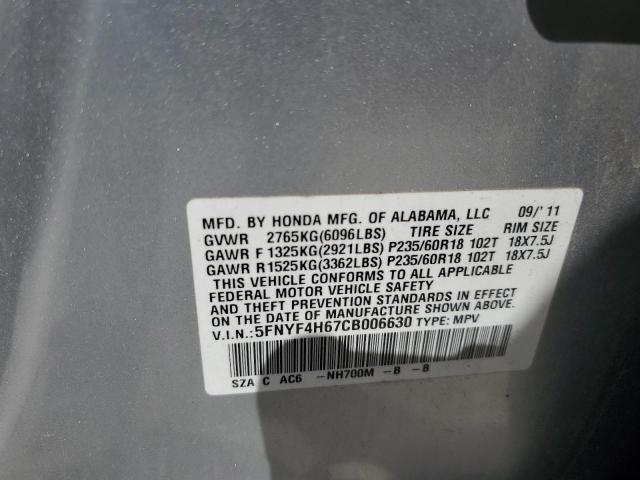 MFD. BY HONDA MFG. OF ALABAMA, LLC 09/'11
GVWR 2765KG(6096LBS) TIRE SIZE RIM SIZE
GAWR F 1325KG(2921LBS) P235/60R18 102T 18X7.5J
GAWR R1525KG(3362LBS) P235/60R18 102T 18X7.5J
THIS VEHICLE CONFORMS TO ALL APPLICABLE
FEDERAL MOTOR VEHICLE SAFETY
AND THEFT PREVENTION STANDARDS IN EFFECT
ON THE DATE OF MANUFACTURE SHOWN ABOVE.
V.I.N.:5FNYF4H67CB006630 TYPE: MPV
SZA C AC6 -NH700M -B -B